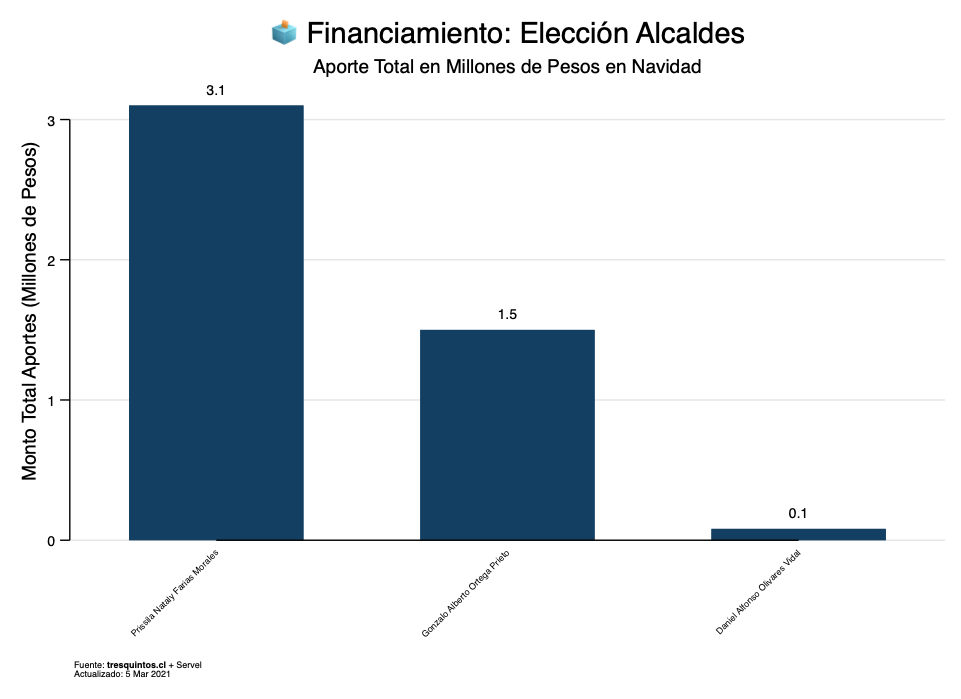 🗳️ Financiamiento: Elección Alcaldes
Aporte Total en Millones de Pesos en Navidad
Monto Total Aportes (Millones de Pesos)
3
2
1
0
3.1
1.5
0.1
Prissila Nataly Farias Morales
Gonzalo Alberto Ortega Prieto
Daniel Alfonso Olivares Vidal
Fuente: tresquintos.cl + Servel
Actualizado: 5 Mar 2021